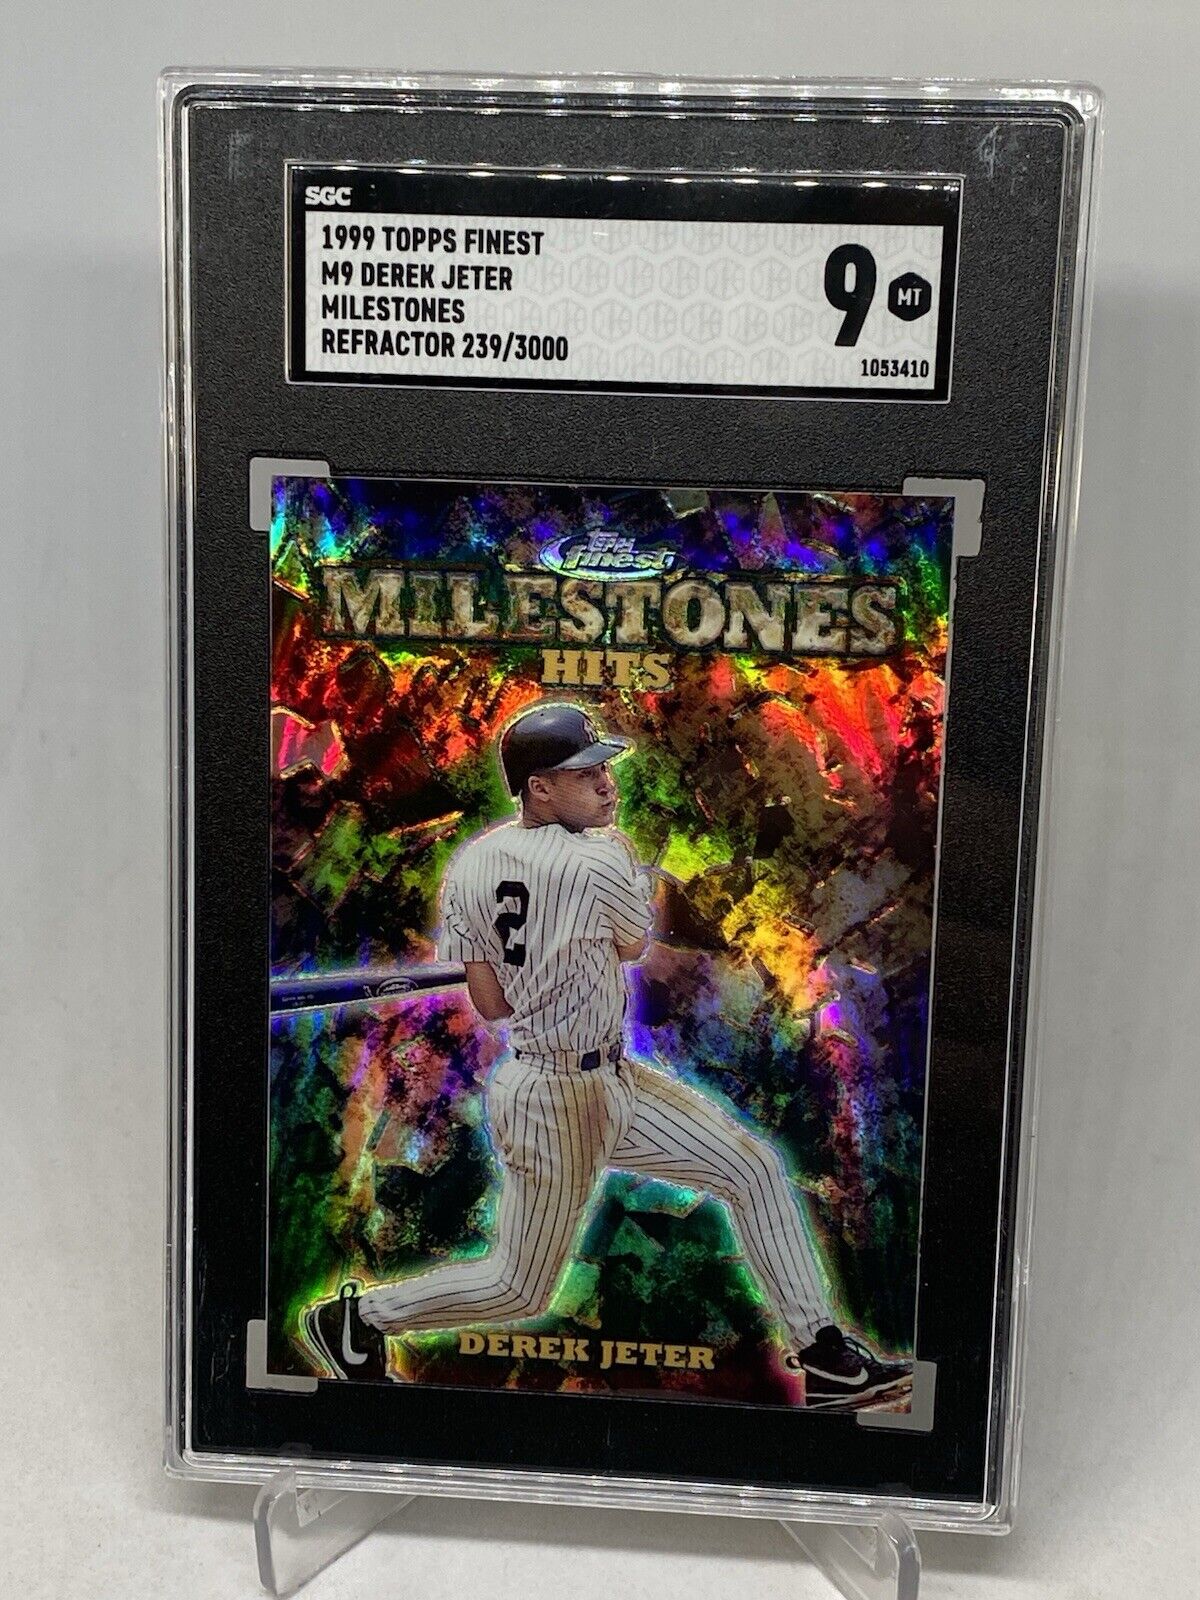 SGC
1999 TOPPS FINEST
M9 DEREK JETER
MILESTONES
REFRACTOR 239/3000
9 MT
1053410
Topps
finest
MILESTONES
HITS
2
DEREK JETER